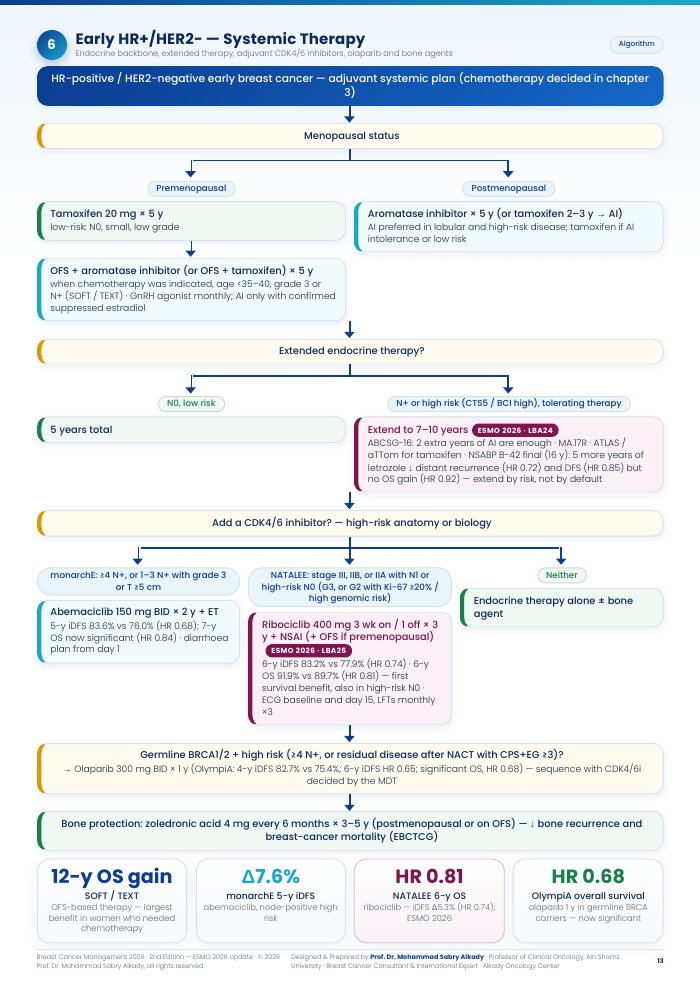 6
Early HR+/HER2- — Systemic Therapy
Endocrine backbone, extended therapy, adjuvant CDK4/6 inhibitors, olaparib and bone agents
Algorithm
HR-positive / HER2-negative early breast cancer — adjuvant systemic plan (chemotherapy decided in chapter
3)
Menopausal status
Premenopausal
Postmenopausal
Tamoxifen 20 mg × 5 y
low-risk: N0, small, low grade
Aromatase inhibitor × 5 y (or tamoxifen 2–3 y → AI)
AI preferred in lobular and high-risk disease; tamoxifen if AI
intolerance or low risk
OFS + aromatase inhibitor (or OFS + tamoxifen) × 5 y
when chemotherapy was indicated, age <35–40, grade 3 or
N+ (SOFT / TEXT) · GnRH agonist monthly; AI only with confirmed
suppressed estradiol
Extended endocrine therapy?
N0, low risk
N+ or high risk (CTS5 / BCI high), tolerating therapy
5 years total
Extend to 7–10 years ESMO 2026 · LBA24
ABCSG-16: 2 extra years of AI are enough · MA.17R · ATLAS /
aTTom for tamoxifen · NSABP B-42 final (16 y): 5 more years of
letrozole ↓ distant recurrence (HR 0.72) and DFS (HR 0.85) but
no OS gain (HR 0.92) — extend by risk, not by default
Add a CDK4/6 inhibitor? — high-risk anatomy or biology
monarchE: ≥4 N+, or 1–3 N+ with grade 3
or T ≥5 cm
Abemaciclib 150 mg BID × 2 y + ET
5-y iDFS 83.6% vs 76.0% (HR 0.68); 7-y
OS now significant (HR 0.84) · diarrhoea
plan from day 1
NATALEE: stage III, IIB, or IIA with N1 or
high-risk N0 (G3, or G2 with Ki-67 ≥20% /
high genomic risk)
Ribociclib 400 mg 3 wk on / 1 off × 3
y + NSAI (+ OFS if premenopausal)
ESMO 2026 · LBA25
6-y iDFS 83.2% vs 77.9% (HR 0.74) · 6-y
OS 91.9% vs 89.7% (HR 0.81) — first
survival benefit, also in high-risk N0 ·
ECG baseline and day 15, LFTs monthly
×3
Neither
Endocrine therapy alone ± bone
agent
Germline BRCA1/2 + high risk (≥4 N+, or residual disease after NACT with CPS+EG ≥3)?
→ Olaparib 300 mg BID × 1 y (OlympiA: 4-y iDFS 82.7% vs 75.4%; 6-y iDFS HR 0.65; significant OS, HR 0.68) — sequence with CDK4/6i
decided by the MDT
Bone protection: zoledronic acid 4 mg every 6 months × 3–5 y (postmenopausal or on OFS) — ↓ bone recurrence and
breast-cancer mortality (EBCTCG)
12-y OS gain
SOFT / TEXT
OFS-based therapy — largest
benefit in women who needed
chemotherapy
Δ7.6%
monarchE 5-y iDFS
abemaciclib, node-positive high
risk
HR 0.81
NATALEE 6-y OS
ribociclib — iDFS Δ5.3% (HR 0.74);
ESMO 2026
HR 0.68
OlympiA overall survival
olaparib 1 y in germline BRCA
carriers — now significant
Breast Cancer Management 2026 · 2nd Edition — ESMO 2026 Update · © 2026
Prof. Dr. Mohammad Sabry Alkady, all rights reserved
Designed & Prepared by Prof. Dr. Mohammad Sabry Alkady · Professor of Clinical Oncology, Ain Shams
University · Breast Cancer Consultant & International Expert · Alkady Oncology Center
13